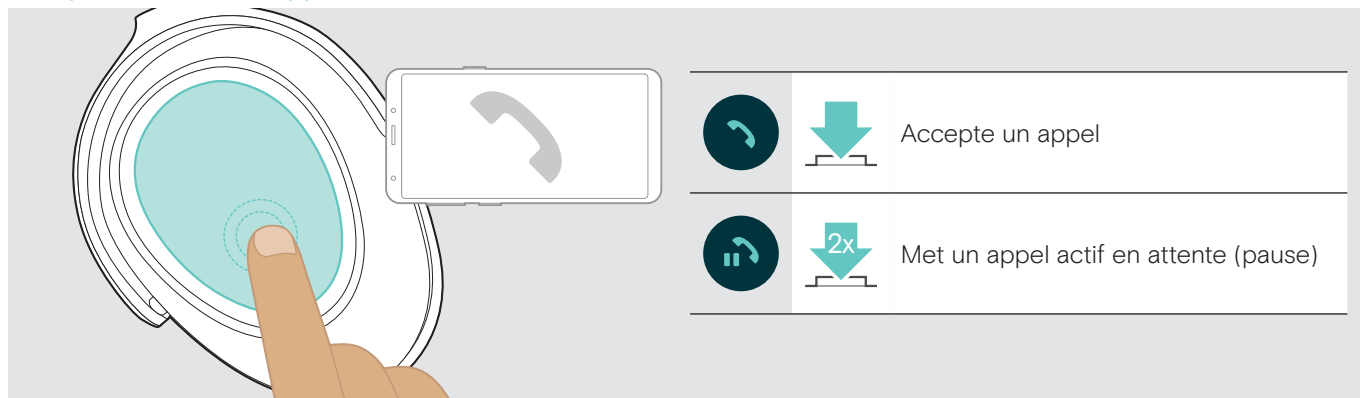 Accepte un appel
2x
Met un appel actif en attente (pause)